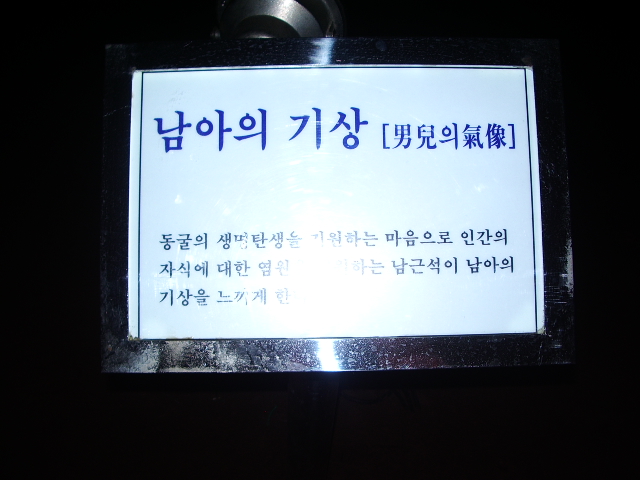 남아의 기상 [男兒의氣像]
동굴의 생명탄생을 기원하는 마음으로 인간의
자식에 대한 염원 하는 남근석이 남아의
기상을 느끼게 한